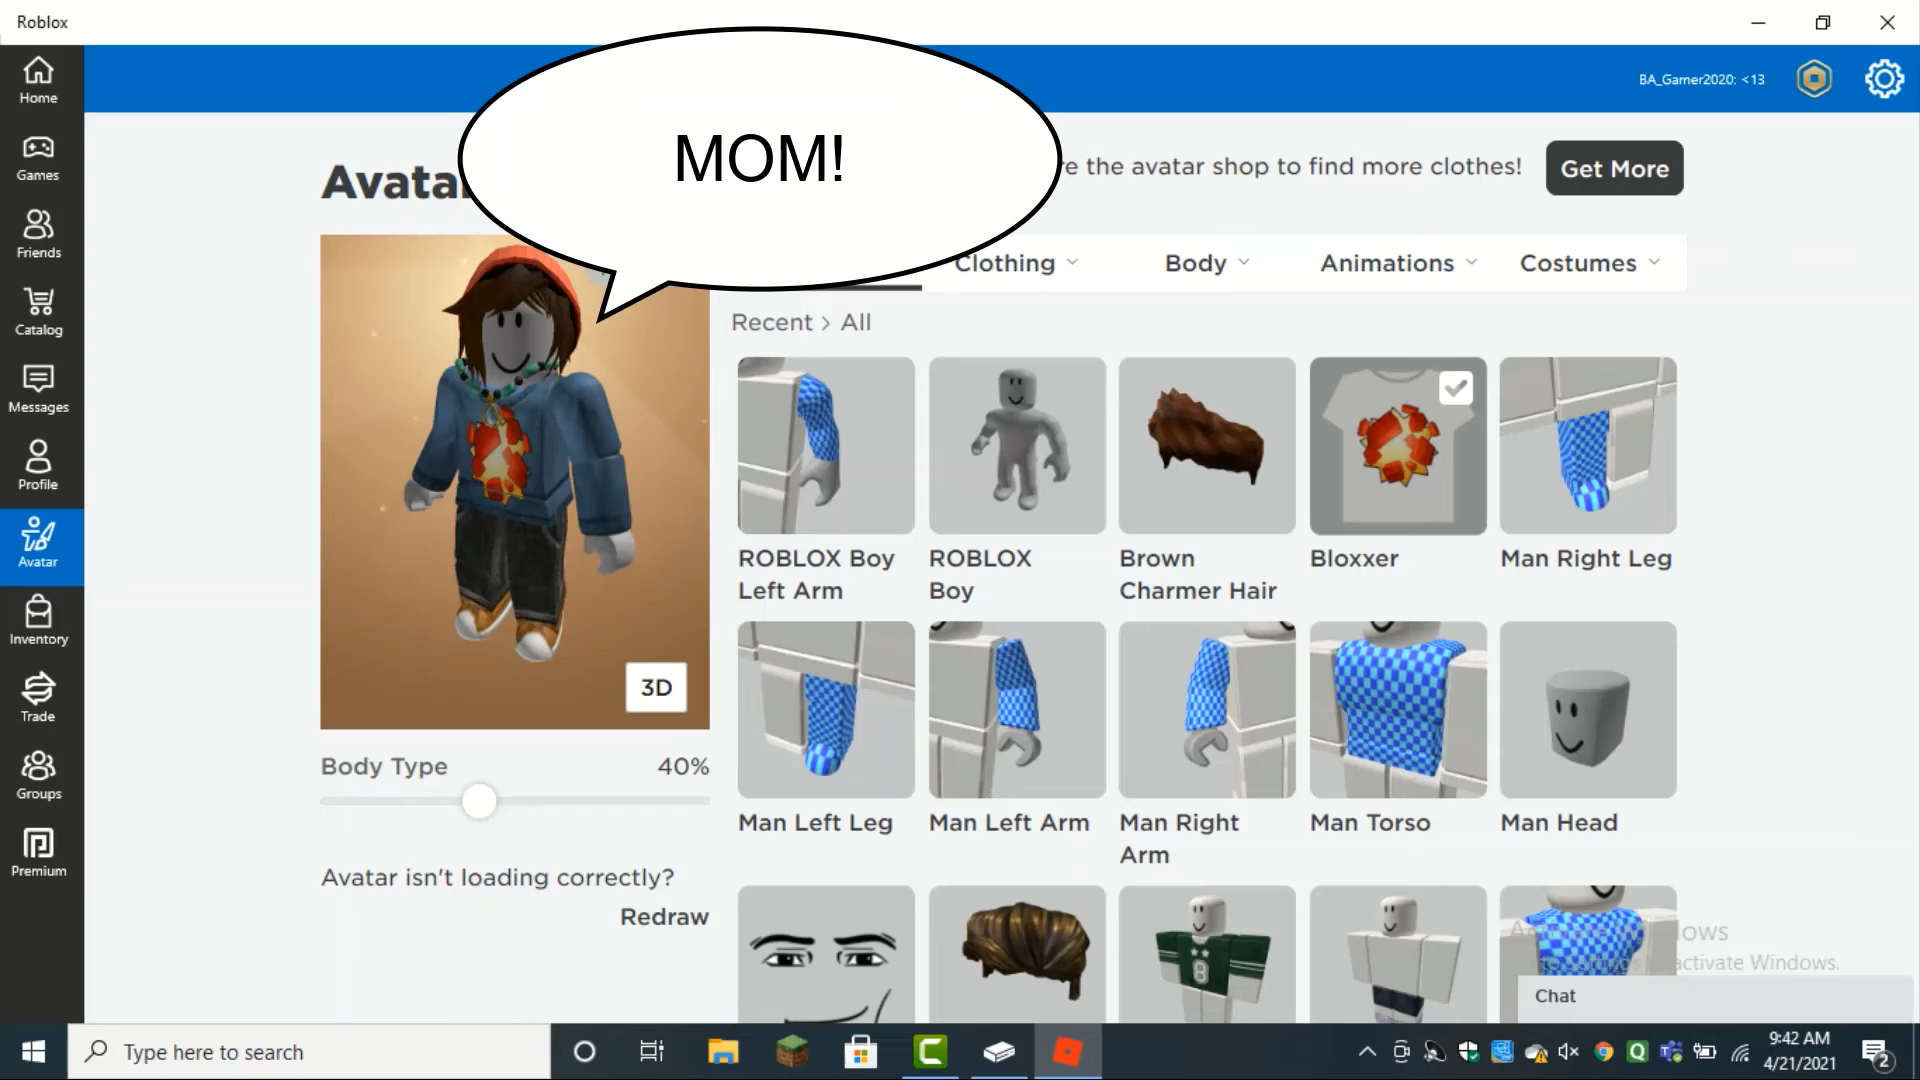 Roblox
Home
BA_Gamer2020: <13
MOM!
Games
Avata
re the avatar shop to find more clothes!
Get More
Friends
Clothing
Body
Animations
Costumes
Catalog
Recent > All
Messages
Profile
ROBLOX Boy
Left Arm
ROBLOX
Boy
Brown
Charmer Hair
Bloxxer
Man Right Leg
Avatar
Inventory
3D
Trade
Body Type
40%
Groups
Man Left Leg
Man Left Arm
Man Right
Arm
Man Torso
Man Head
Premium
Avatar isn't loading correctly?
Redraw
8
activate Windows.
Chat
Type here to search
9:42 AM
4/21/2021
2